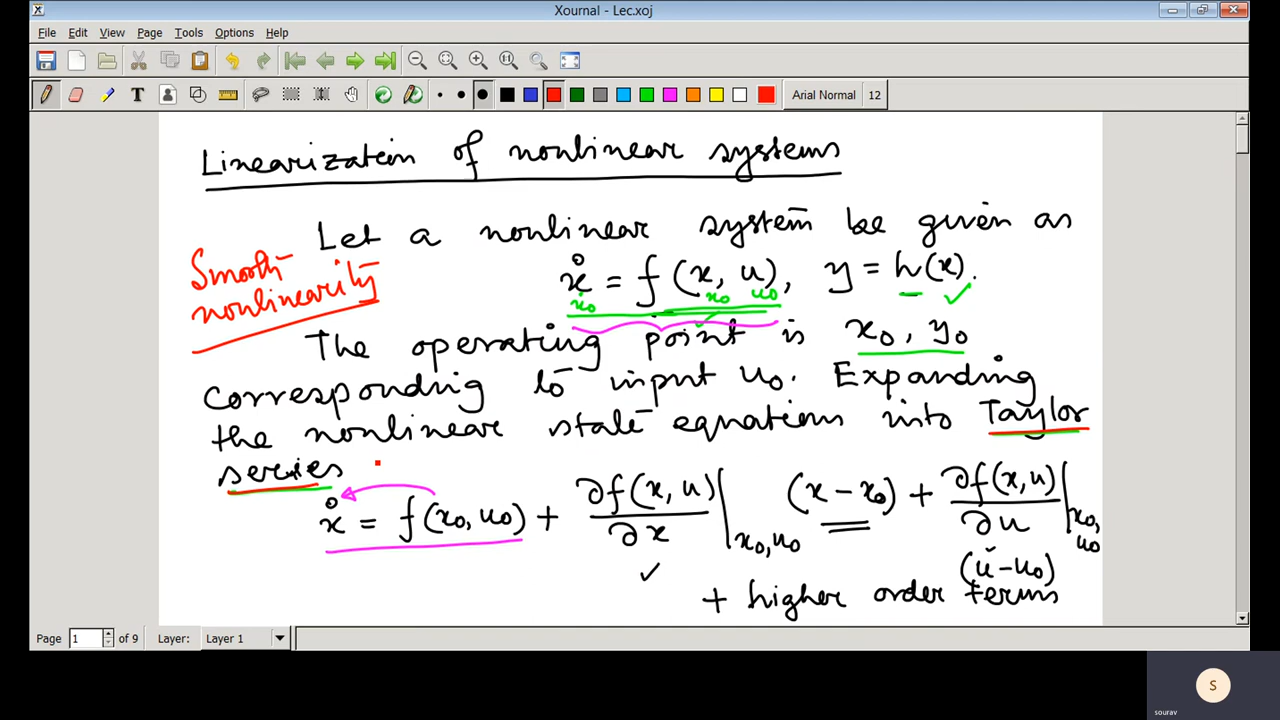 Xournal - Lec.xoj
File Edit View Page Tools Options Help
Arial Normal 12
Linearization of nonlinear systems
Let a nonlinear system be given as
Smooth nonlinearity
ẋ = f(x, u), y = h(x).
ẋ0 x0 u0
The operating point is x0, y0
corresponding to input u0. Expanding
the nonlinear state equations into Taylor
series
ẋ = f(x0, u0) + ∂f(x, u)/∂x |x0, u0 (x - x0) + ∂f(x, u)/∂u |x0, u0
(u - u0)
+ higher order terms
Page 1 of 9 Layer: Layer 1
S
sourav